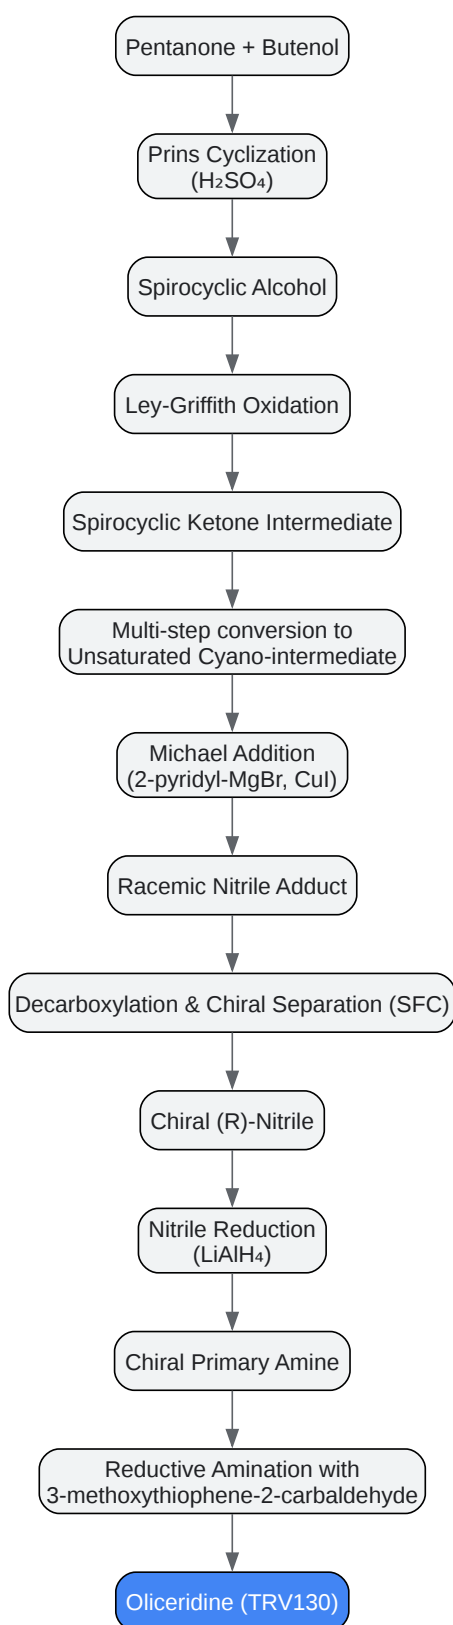 Pentanone + Butenol
Prins Cyclization
(H₂SO₄)
Spirocyclic Alcohol
Ley-Griffith Oxidation
Spirocyclic Ketone Intermediate
Multi-step conversion to
Unsaturated Cyano-intermediate
Michael Addition
(2-pyridyl-MgBr, CuI)
Racemic Nitrile Adduct
Decarboxylation & Chiral Separation (SFC)
Chiral (R)-Nitrile
Nitrile Reduction
(LiAlH₄)
Chiral Primary Amine
Reductive Amination with
3-methoxythiophene-2-carbaldehyde
Oliceridine (TRV130)